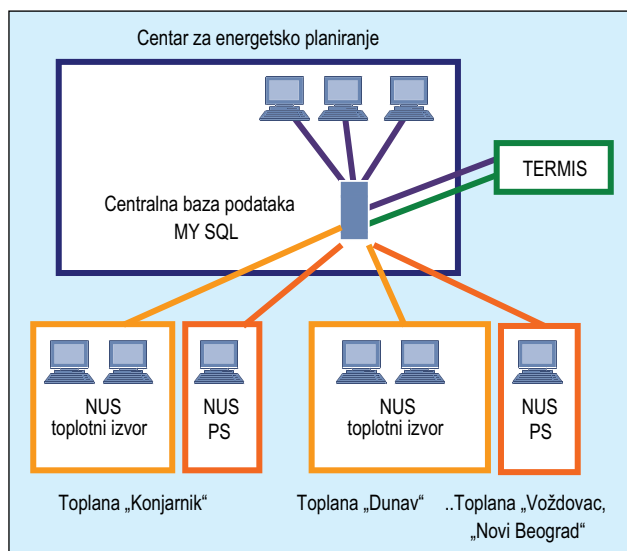 Centar za energetsko planiranje
TERMIS
Centralna baza podataka
MY SQL
NUS
toplotni izvor
NUS
PS
NUS
toplotni izvor
NUS
PS
Toplana „Konjarnik“
Toplana „Dunav“
..Toplana „Voždovac,
„Novi Beograd“